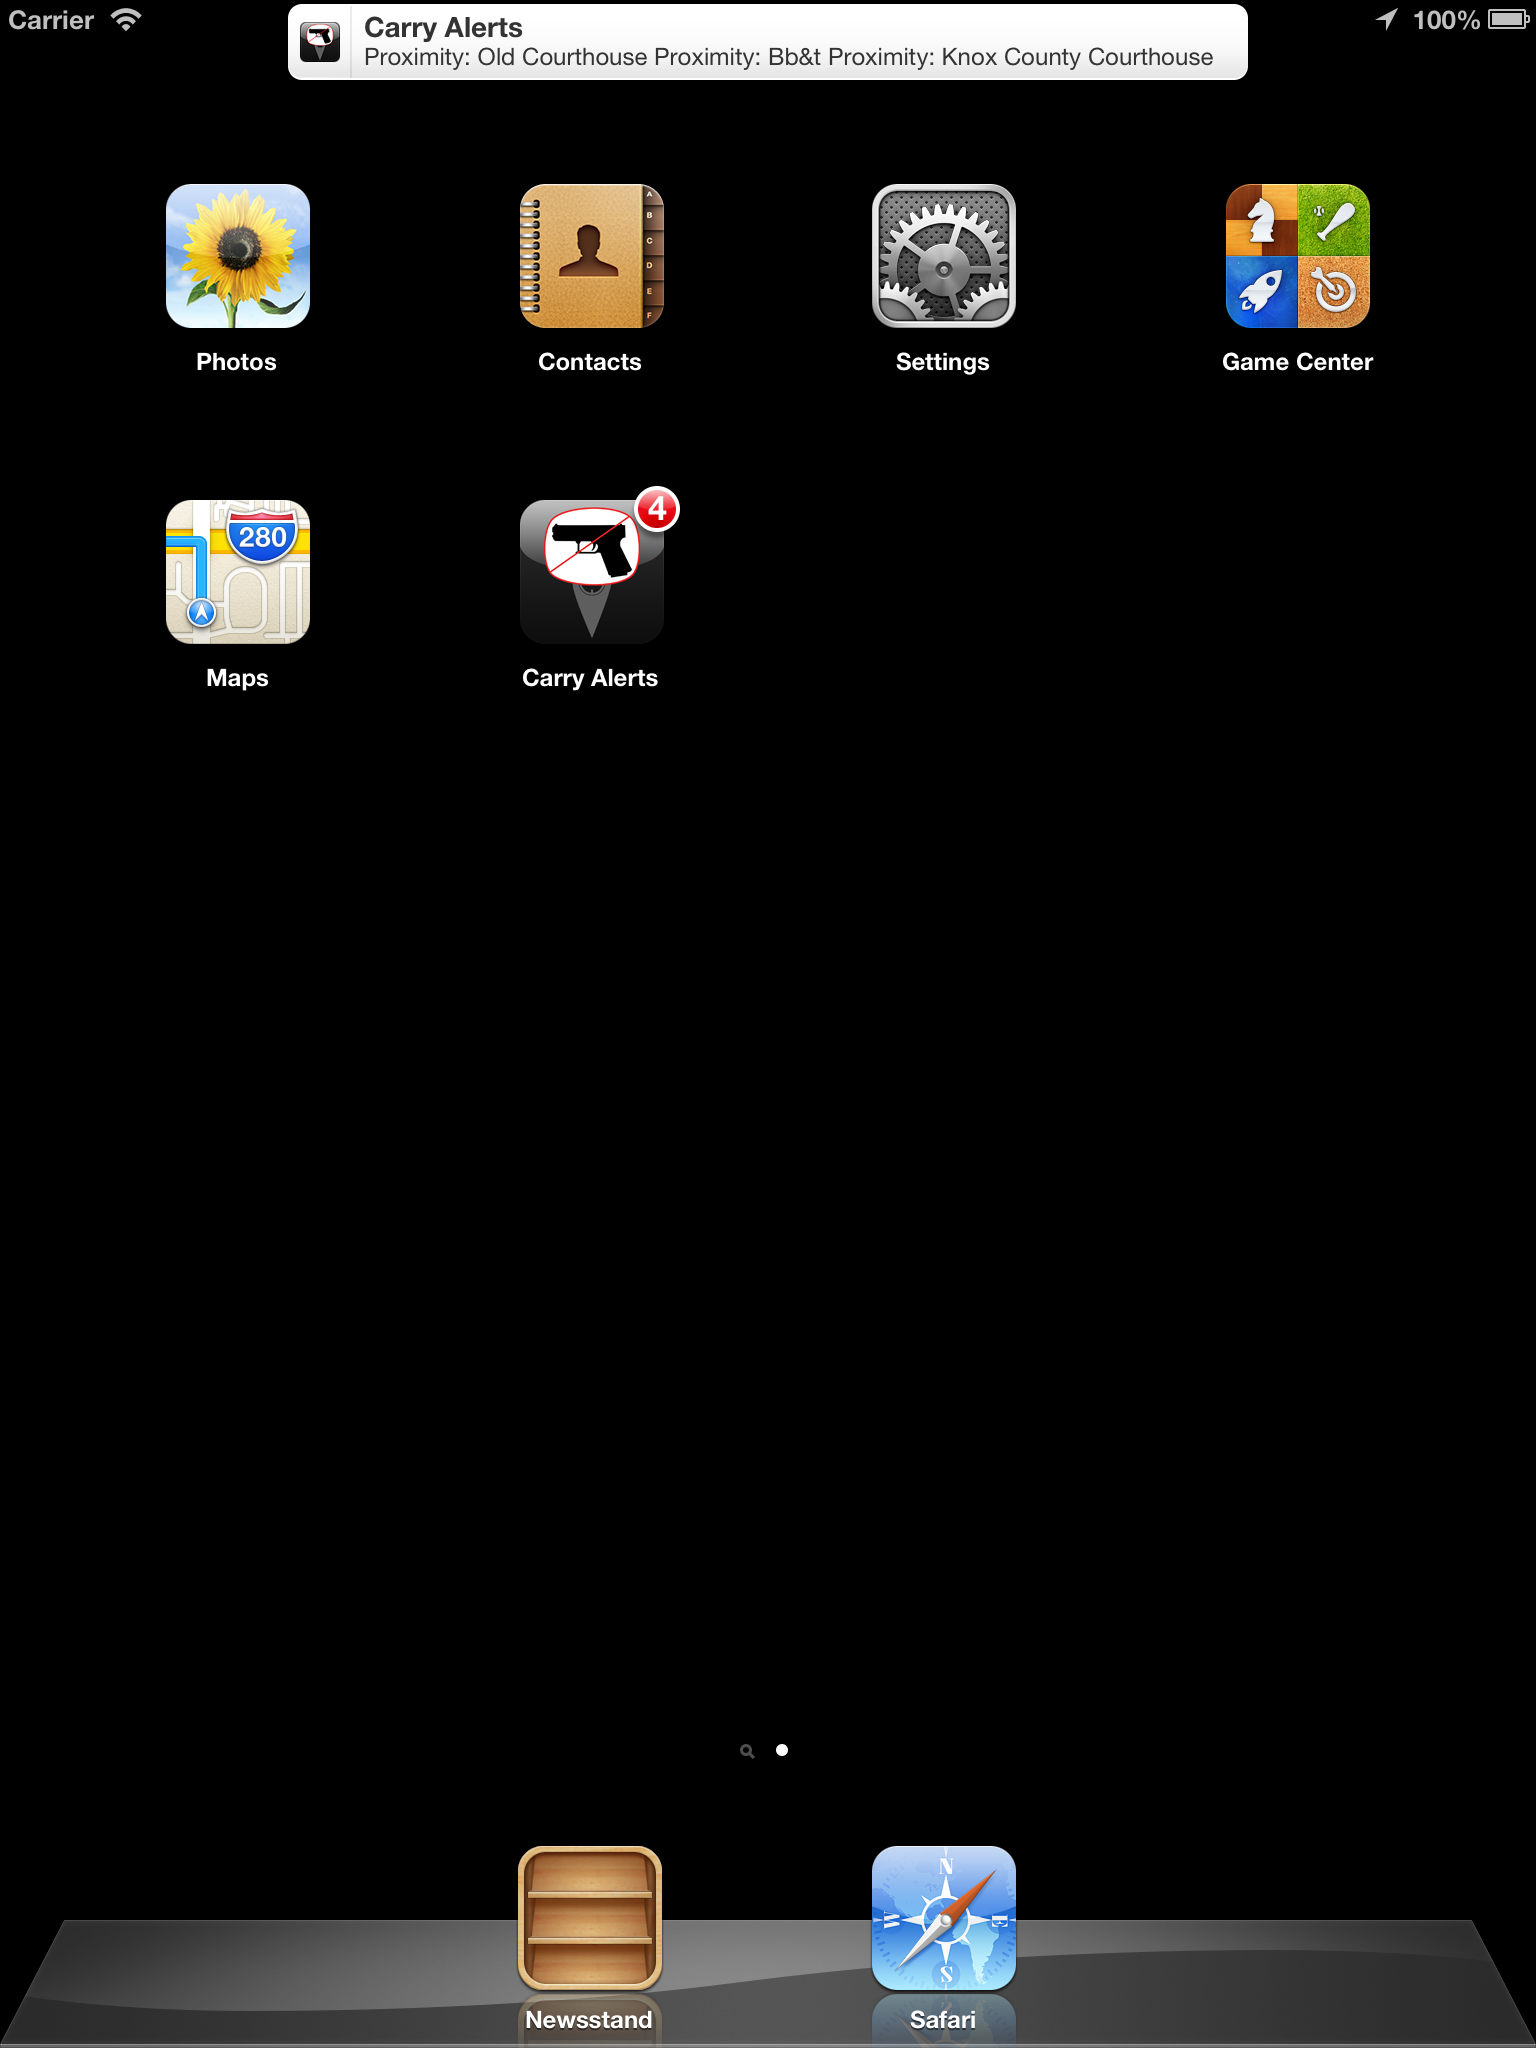 Carrier
100%
Carry Alerts
Proximity: Old Courthouse Proximity: Bb&t Proximity: Knox County Courthouse
A
B
C
D
E
F
Photos
Contacts
Settings
Game Center
280
4
Maps
Carry Alerts
N
W
E
S
Newsstand
Safari